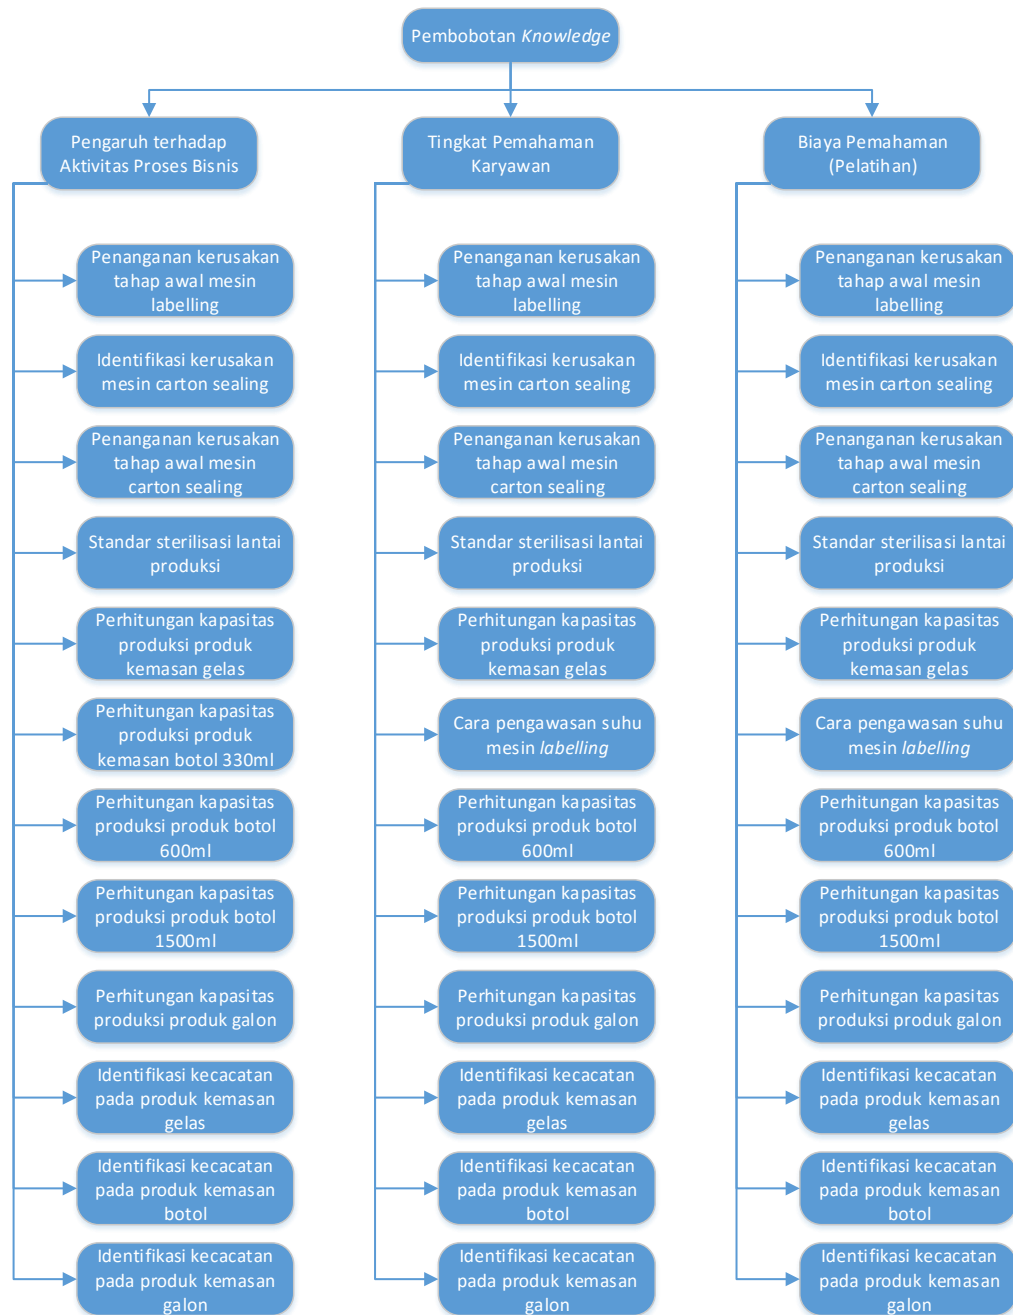 Pembobotan Knowledge
Pengaruh terhadap
Aktivitas Proses Bisnis
Penanganan kerusakan
tahap awal mesin
labelling
Identifikasi kerusakan
mesin carton sealing
Penanganan kerusakan
tahap awal mesin
carton sealing
Standar sterilisasi lantai
produksi
Perhitungan kapasitas
produksi produk
kemasan gelas
Perhitungan kapasitas
produksi produk
kemasan botol 330ml
Perhitungan kapasitas
produksi produk botol
600ml
Perhitungan kapasitas
produksi produk botol
1500ml
Perhitungan kapasitas
produksi produk galon
Identifikasi kecacatan
pada produk kemasan
gelas
Identifikasi kecacatan
pada produk kemasan
botol
Identifikasi kecacatan
pada produk kemasan
galon
Tingkat Pemahaman
Karyawan
Penanganan kerusakan
tahap awal mesin
labelling
Identifikasi kerusakan
mesin carton sealing
Penanganan kerusakan
tahap awal mesin
carton sealing
Standar sterilisasi lantai
produksi
Perhitungan kapasitas
produksi produk
kemasan gelas
Cara pengawasan suhu
mesin labelling
Perhitungan kapasitas
produksi produk botol
600ml
Perhitungan kapasitas
produksi produk botol
1500ml
Perhitungan kapasitas
produksi produk galon
Identifikasi kecacatan
pada produk kemasan
gelas
Identifikasi kecacatan
pada produk kemasan
botol
Identifikasi kecacatan
pada produk kemasan
galon
Biaya Pemahaman
(Pelatihan)
Penanganan kerusakan
tahap awal mesin
labelling
Identifikasi kerusakan
mesin carton sealing
Penanganan kerusakan
tahap awal mesin
carton sealing
Standar sterilisasi lantai
produksi
Perhitungan kapasitas
produksi produk
kemasan gelas
Cara pengawasan suhu
mesin labelling
Perhitungan kapasitas
produksi produk botol
600ml
Perhitungan kapasitas
produksi produk botol
1500ml
Perhitungan kapasitas
produksi produk galon
Identifikasi kecacatan
pada produk kemasan
gelas
Identifikasi kecacatan
pada produk kemasan
botol
Identifikasi kecacatan
pada produk kemasan
galon